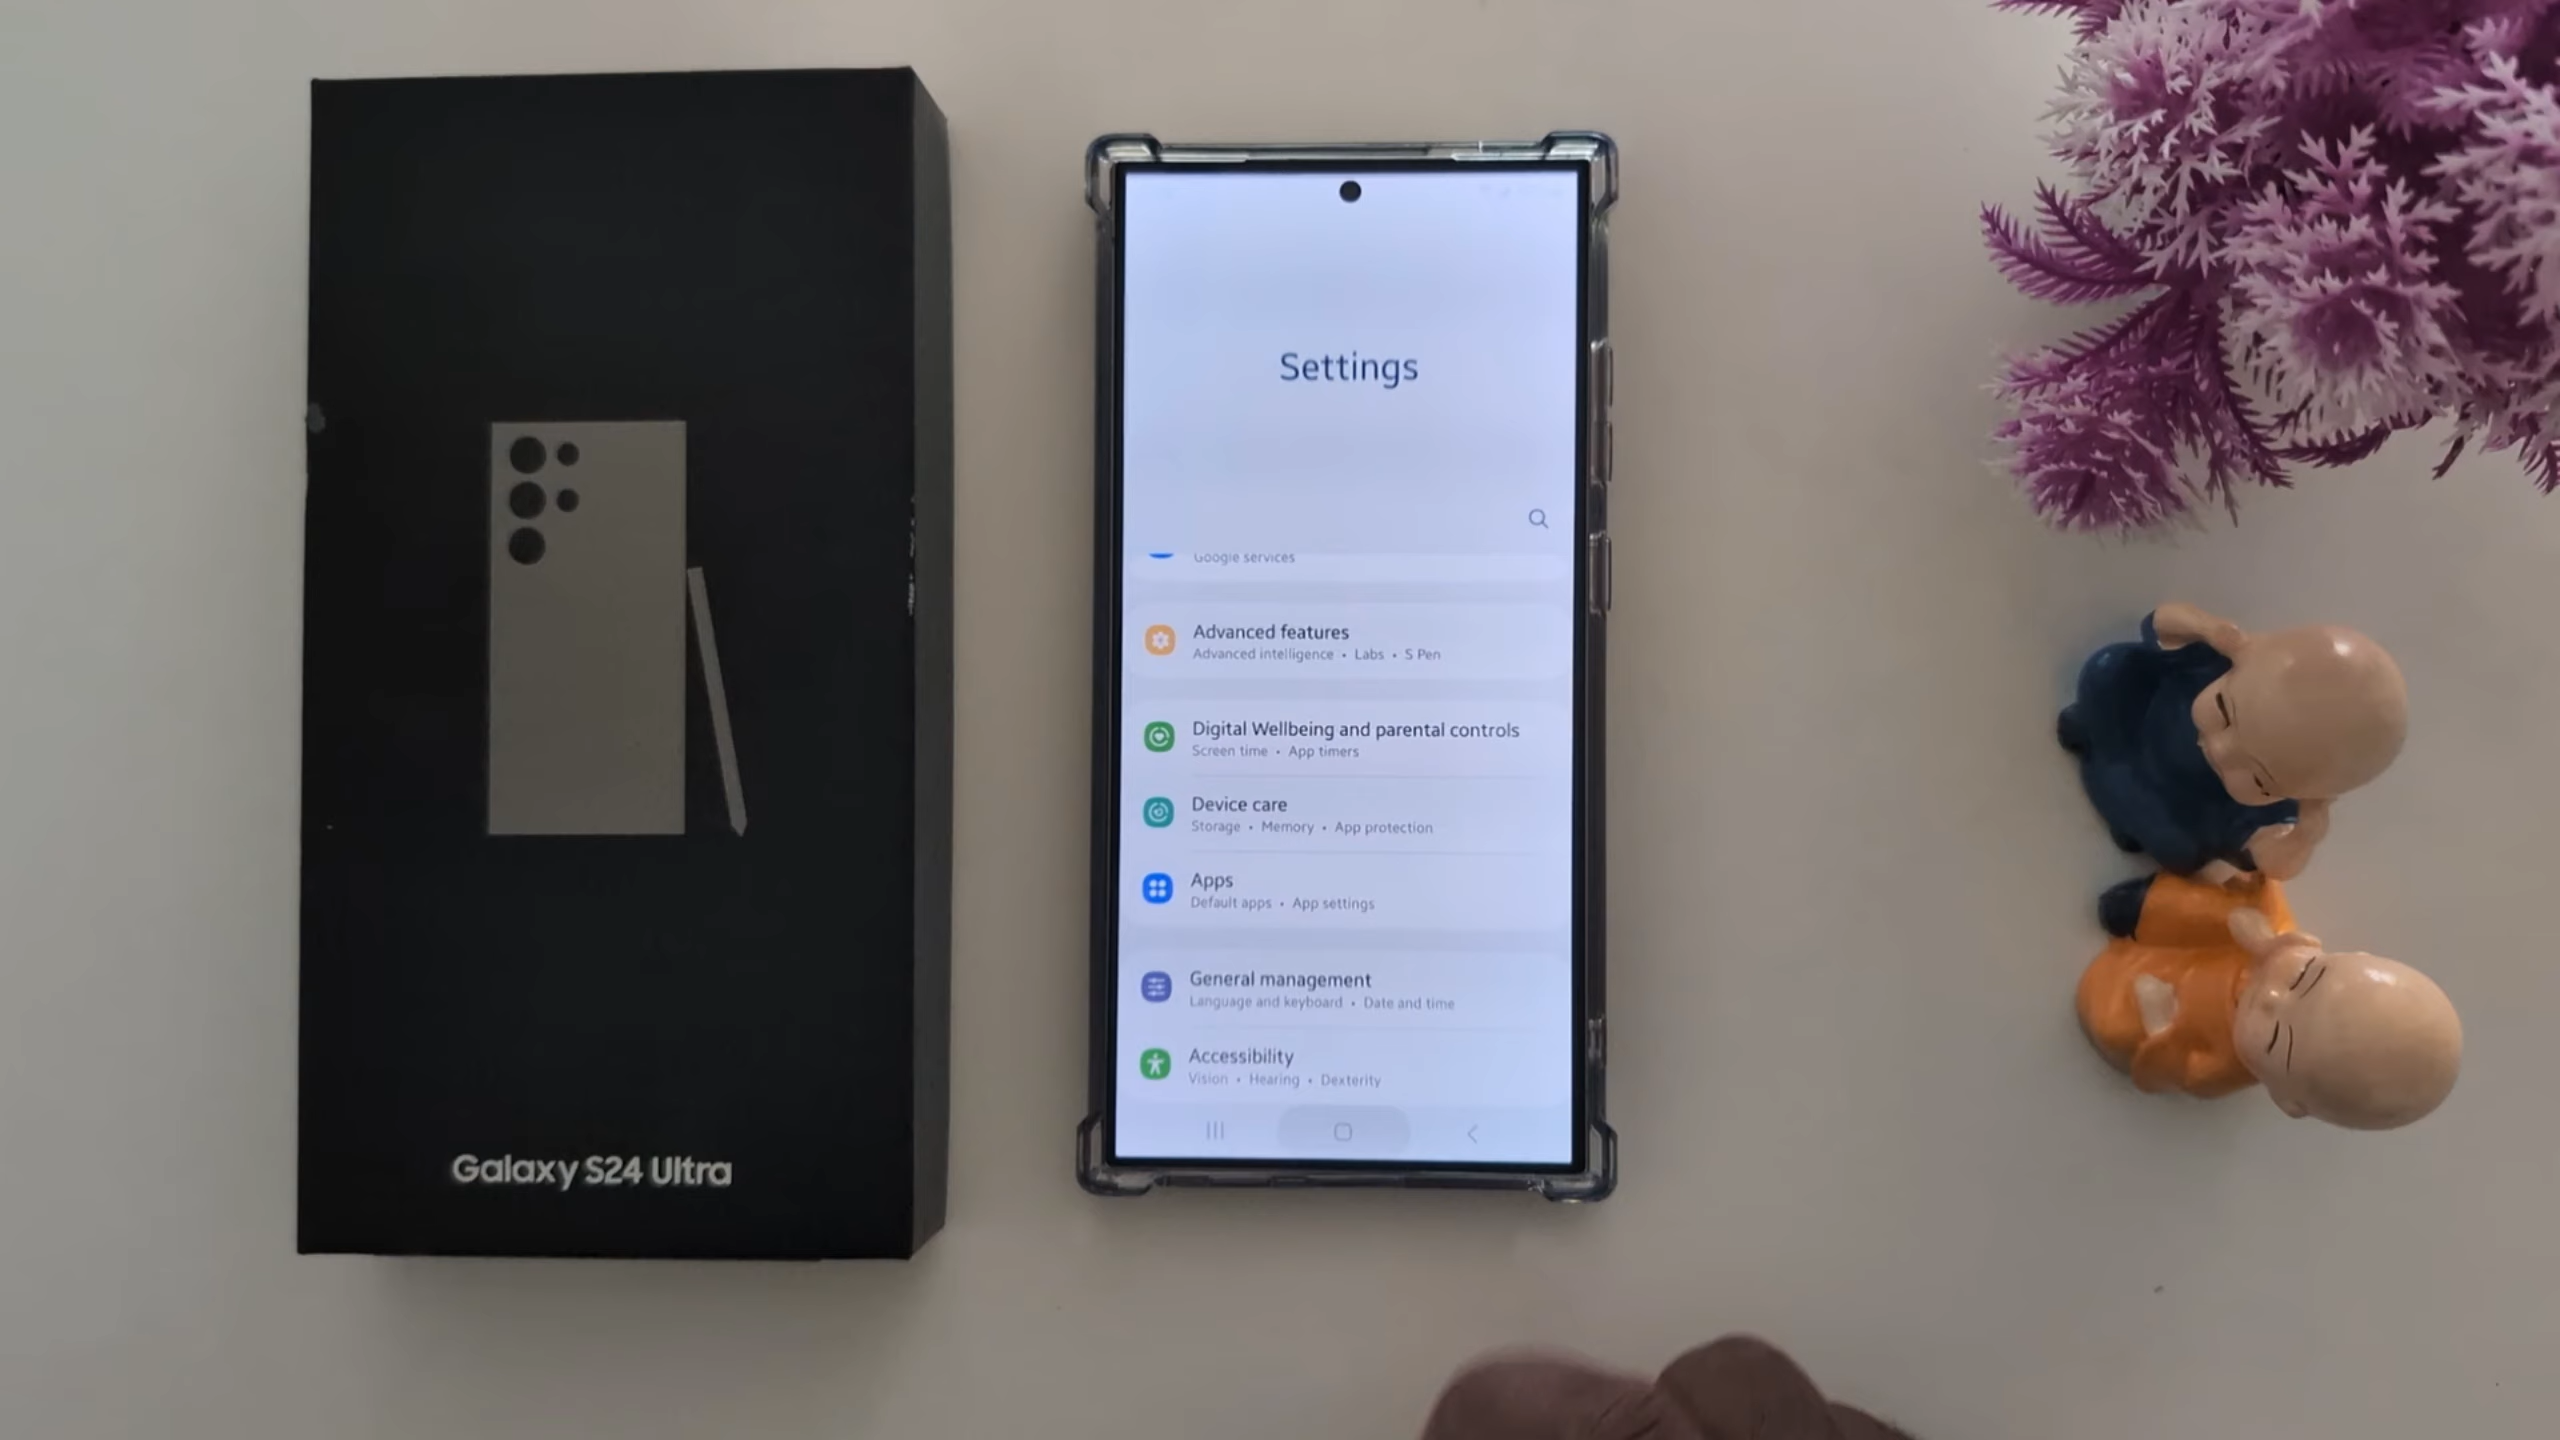 Galaxy S24 Ultra
Settings
Google services
Advanced features
Advanced intelligence • Labs • S Pen
Digital Wellbeing and parental controls
Screen time • App timers
Device care
Storage • Memory • App protection
Apps
Default apps • App settings
General management
Language and keyboard • Date and time
Accessibility
Vision • Hearing • Dexterity